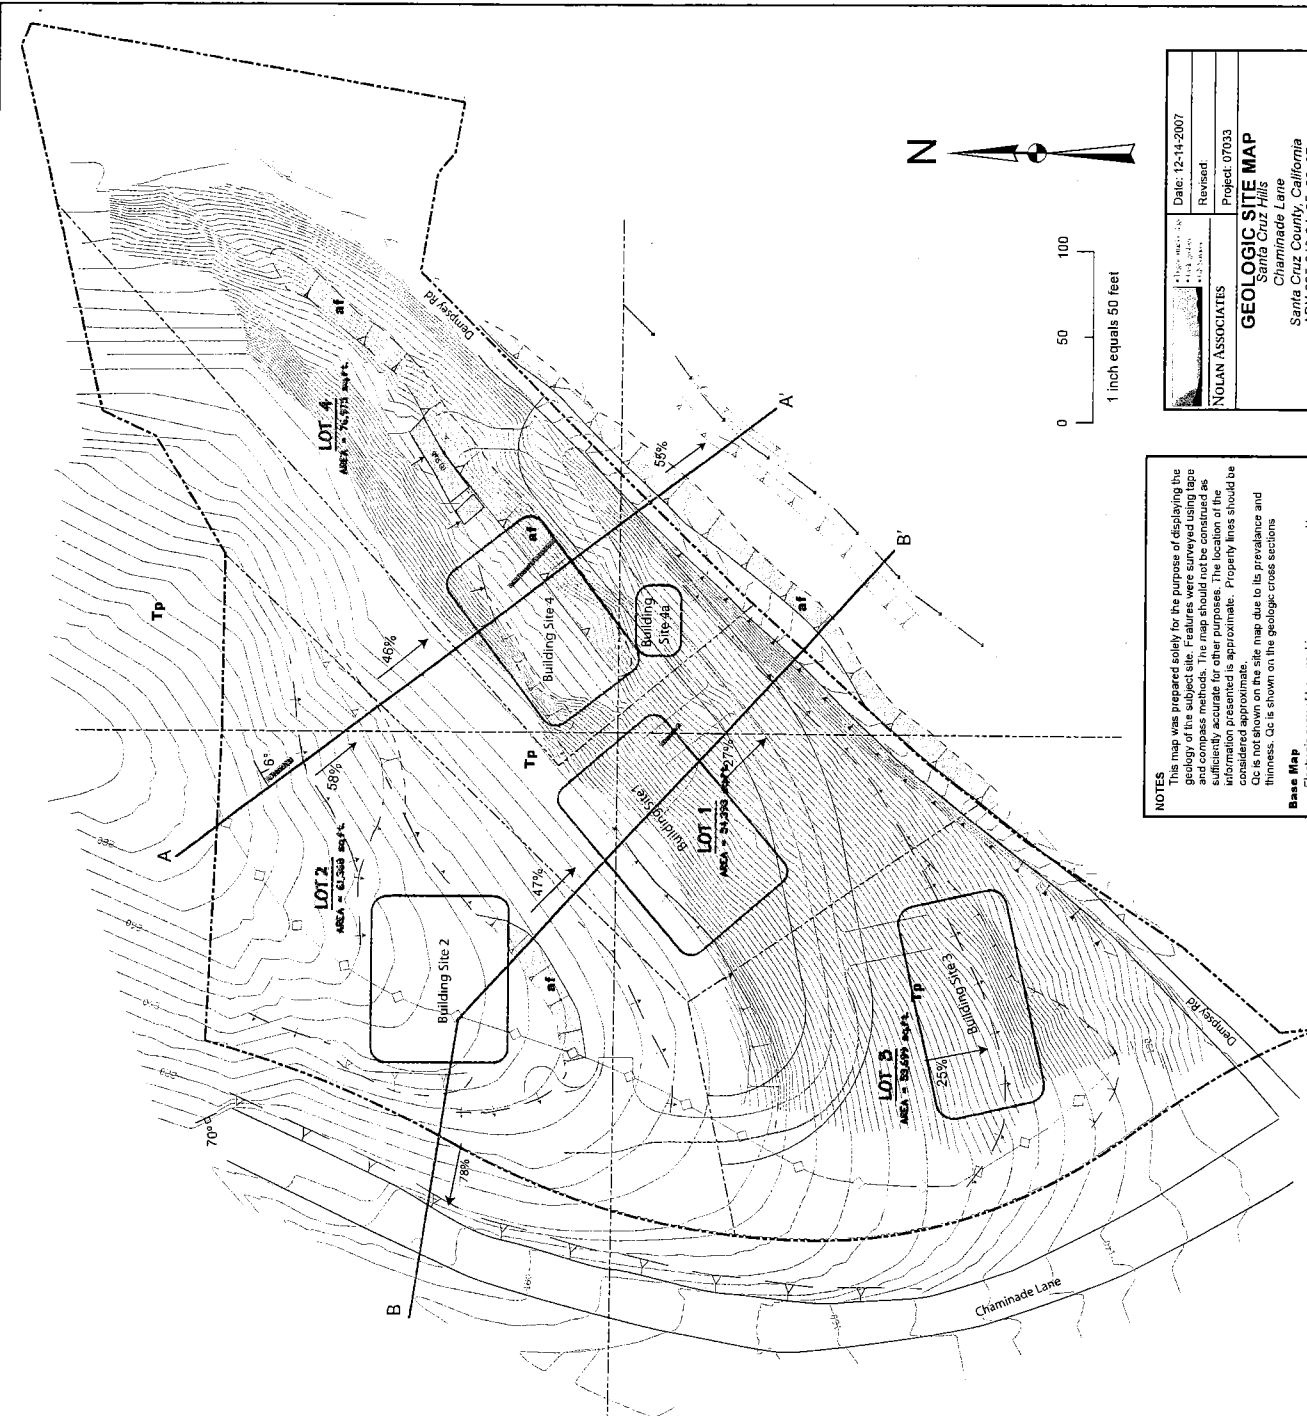 N
Date: 12-14-2007
Revised:
Project: 07033
NOLAN ASSOCIATES
GEOLOGIC SITE MAP
Santa Cruz Hills
Chaminade Lane
Santa Cruz County, California
0 50 100
1 inch equals 50 feet
NOTES
This map was prepared solely for the purpose of displaying the
geology of the subject site. Features were surveyed using tape
and compass methods. The map should not be construed as
sufficiently accurate for other purposes. The location of the
information presented is approximate. Property lines should be
considered approximate.
Qc is not shown on the site map due to its prevalance and
thinness. Qc is shown on the geologic cross sections
Base Map
LOT 4
AREA = 76,975 sq.ft.
af
Dempsey Rd
Tp
46%
55%
A'
af
Building Site 4
Building
Site 4a
B'
af
A
6°
58%
Tp
LOT 2
AREA = 61,360 sq.ft.
Building Site 2
af
47%
Building Site 1
LOT 1
27%
70°
78%
B
LOT 3
Tp
Building Site 3
25%
Dempsey Rd
Chaminade Lane